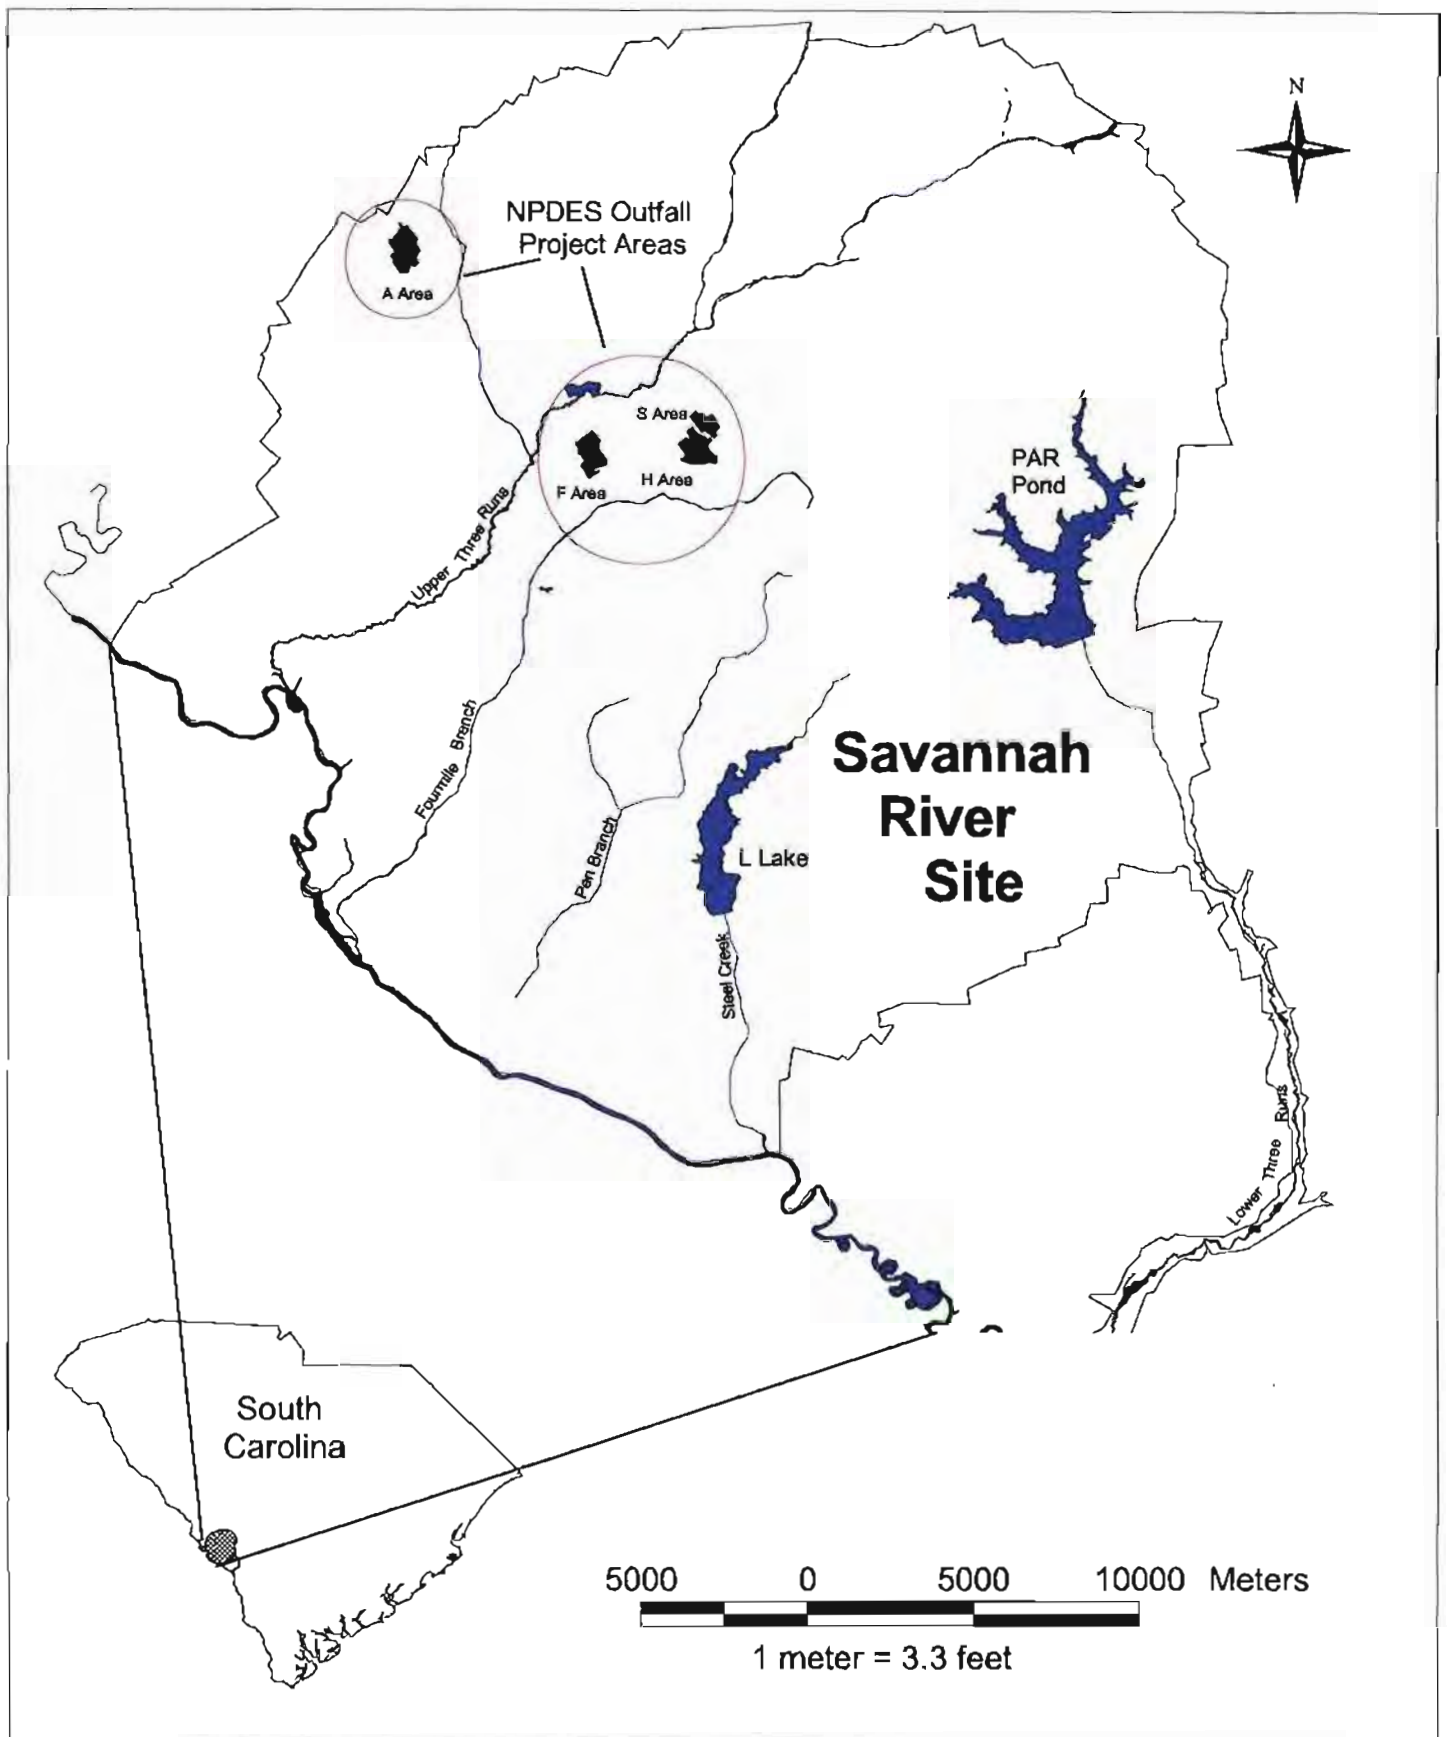 N
NPDES Outfall
Project Areas
A Area
S Area
F Area
H Area
PAR
Pond
Upper Three Runs
Fourmile Branch
Pen Branch
L Lake
Steel Creek
Savannah
River
Site
Lower Three Runs
South
Carolina
5000 0 5000 10000 Meters
1 meter = 3.3 feet